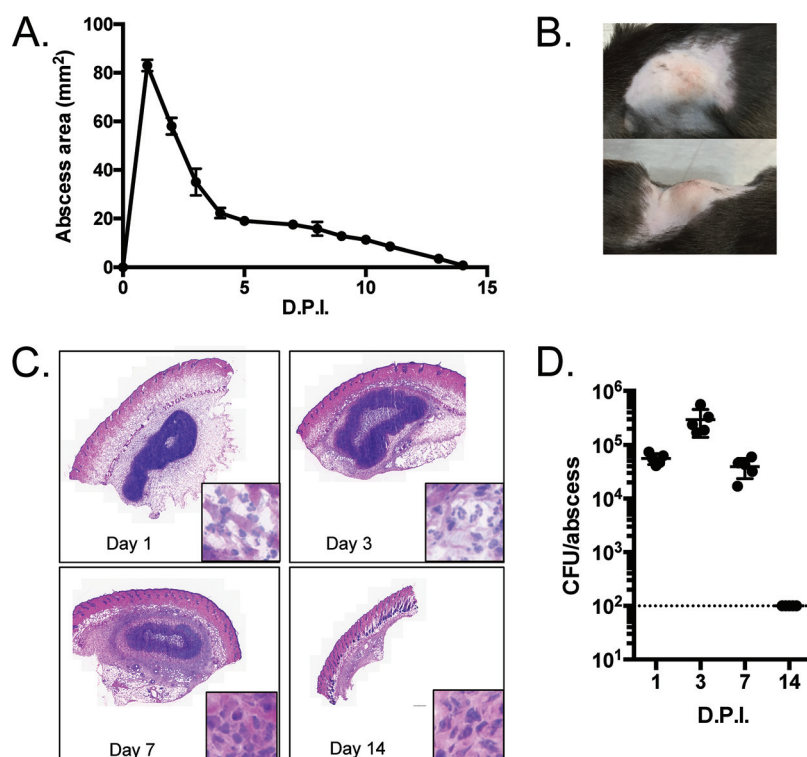 A.
Abscess area (mm²)
100
80
60
40
20
0
0 5 10 15
D.P.I.
B.
C.
Day 1
Day 3
Day 7
Day 14
D.
CFU/abscess
10⁶
10⁵
10⁴
10³
10²
10¹
1 3 7 14
D.P.I.